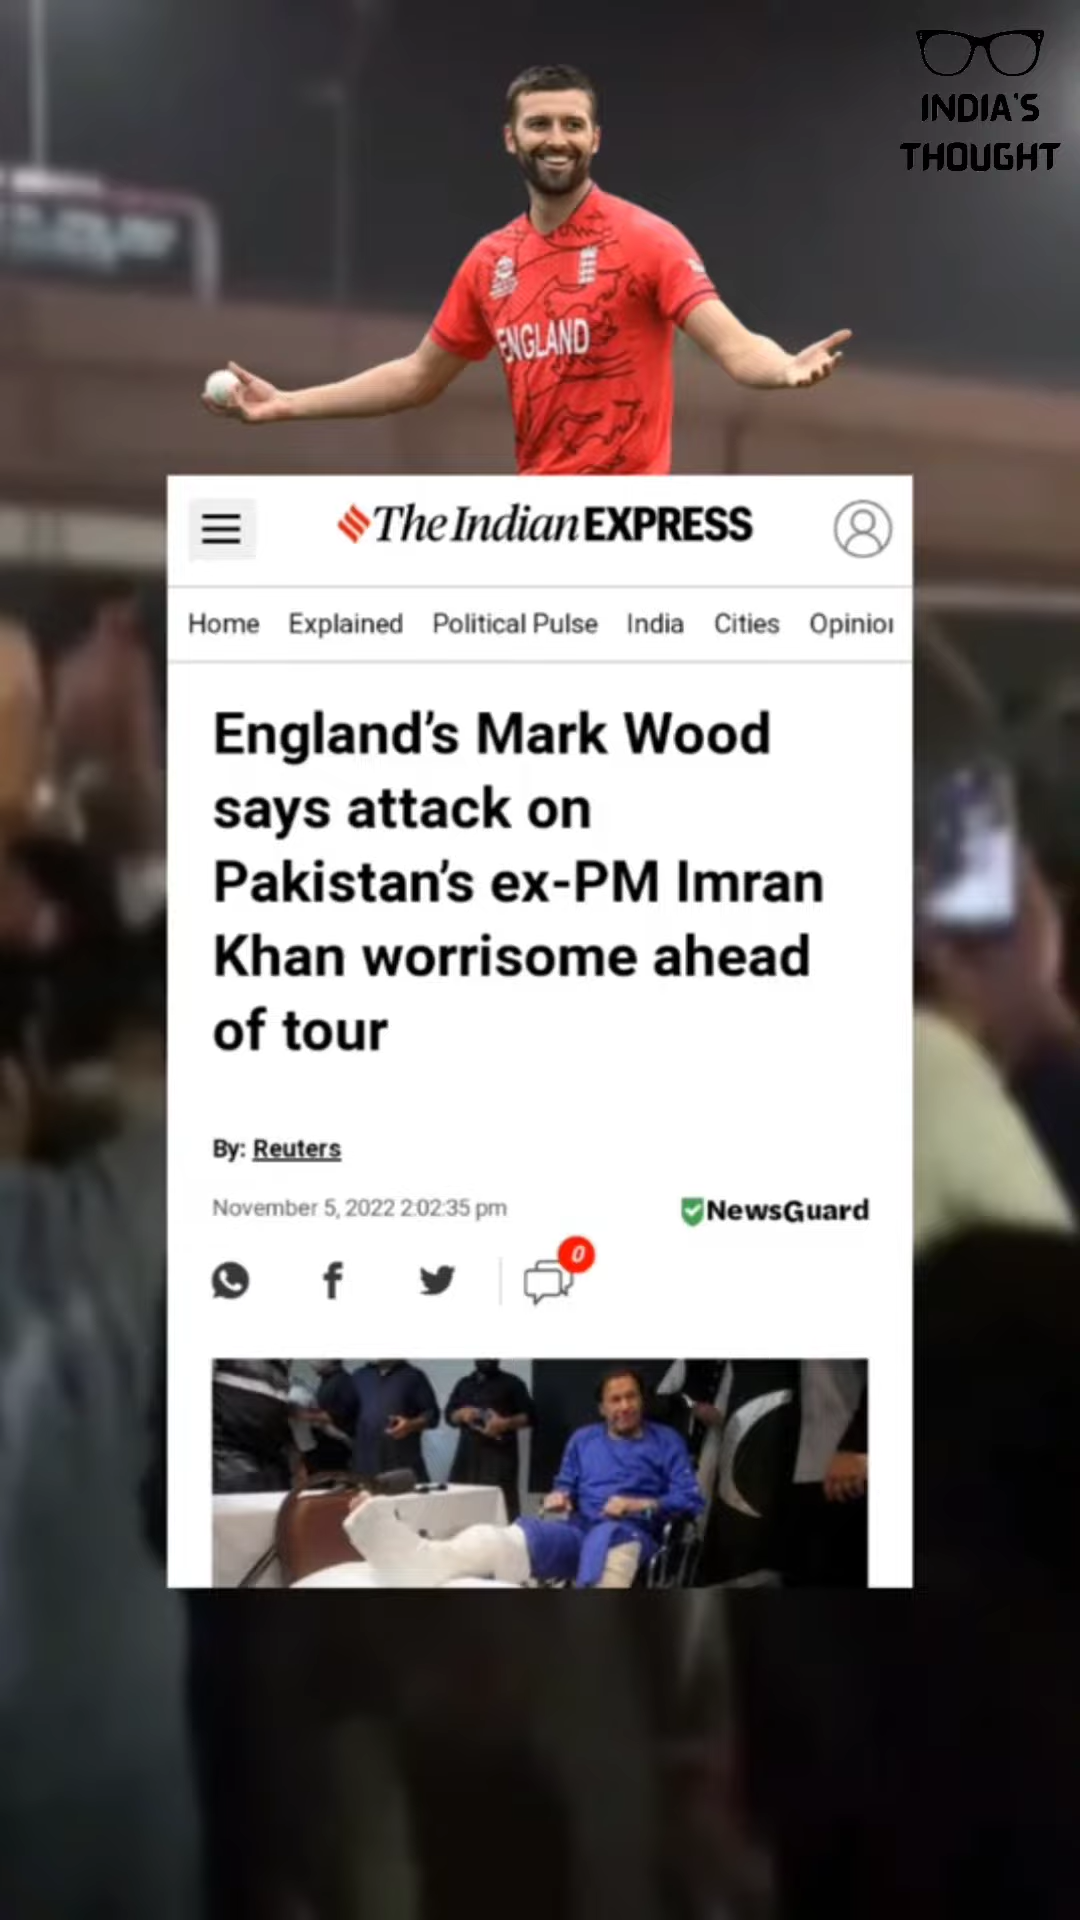 INDIA'S
THOUGHT
ENGLAND
The Indian EXPRESS
Home Explained Political Pulse India Cities Opinion
England's Mark Wood
says attack on
Pakistan's ex-PM Imran
Khan worrisome ahead
of tour
By: Reuters
November 5, 2022 2:02:35 pm
NewsGuard
0